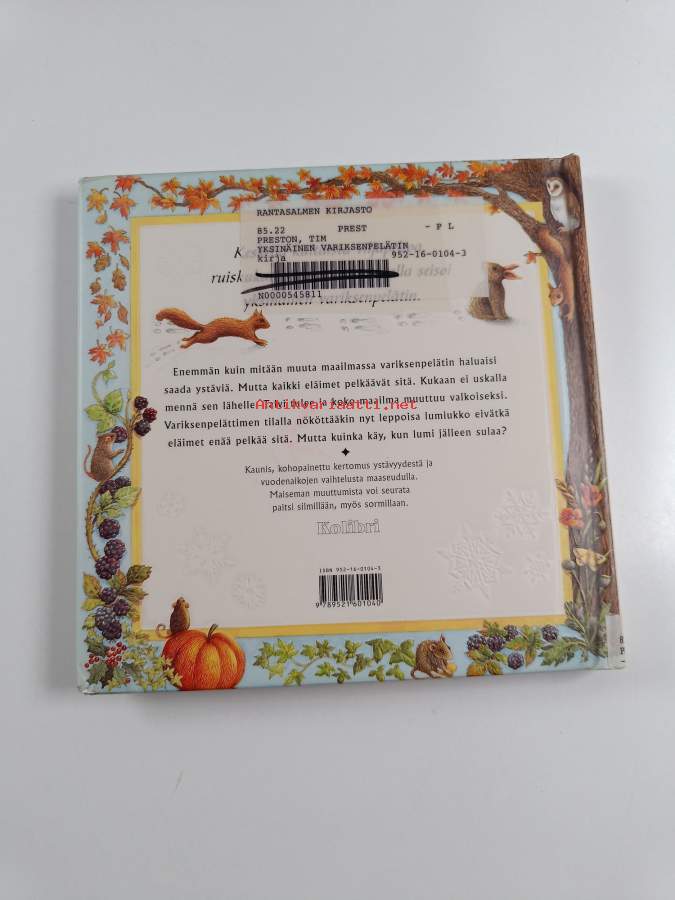 RANTASALMEN KIRJASTO
85.22 PREST - P L
PRESTON, TIM
YKSINÄINEN VARIKSENPELÄTIN
kirja 952-16-0104-3
ruisk
seisoi
N0000545811
yksinäinen variksenpelätin.
Enemmän kuin mitään muuta maailmassa variksenpelätin haluaisi
saada ystäviä. Mutta kaikki eläimet pelkäävät sitä. Kukaan ei uskalla
mennä sen lähelle. Talvi tulee ja koko maailma muuttuu valkoiseksi.
Antikvariaatti.net
Variksenpelättimen tilalla nököttääkin nyt leppoisa lumiukko eivätkä
eläimet enää pelkää sitä. Mutta kuinka käy, kun lumi jälleen sulaa?
Kaunis, kohopainettu kertomus ystävyydestä ja
vuodenaikojen vaihtelusta maaseudulla.
Maiseman muuttumista voi seurata
paitsi silmillään, myös sormillaan.
Kolibri
ISBN 952-16-0104-3
9 789521 601040